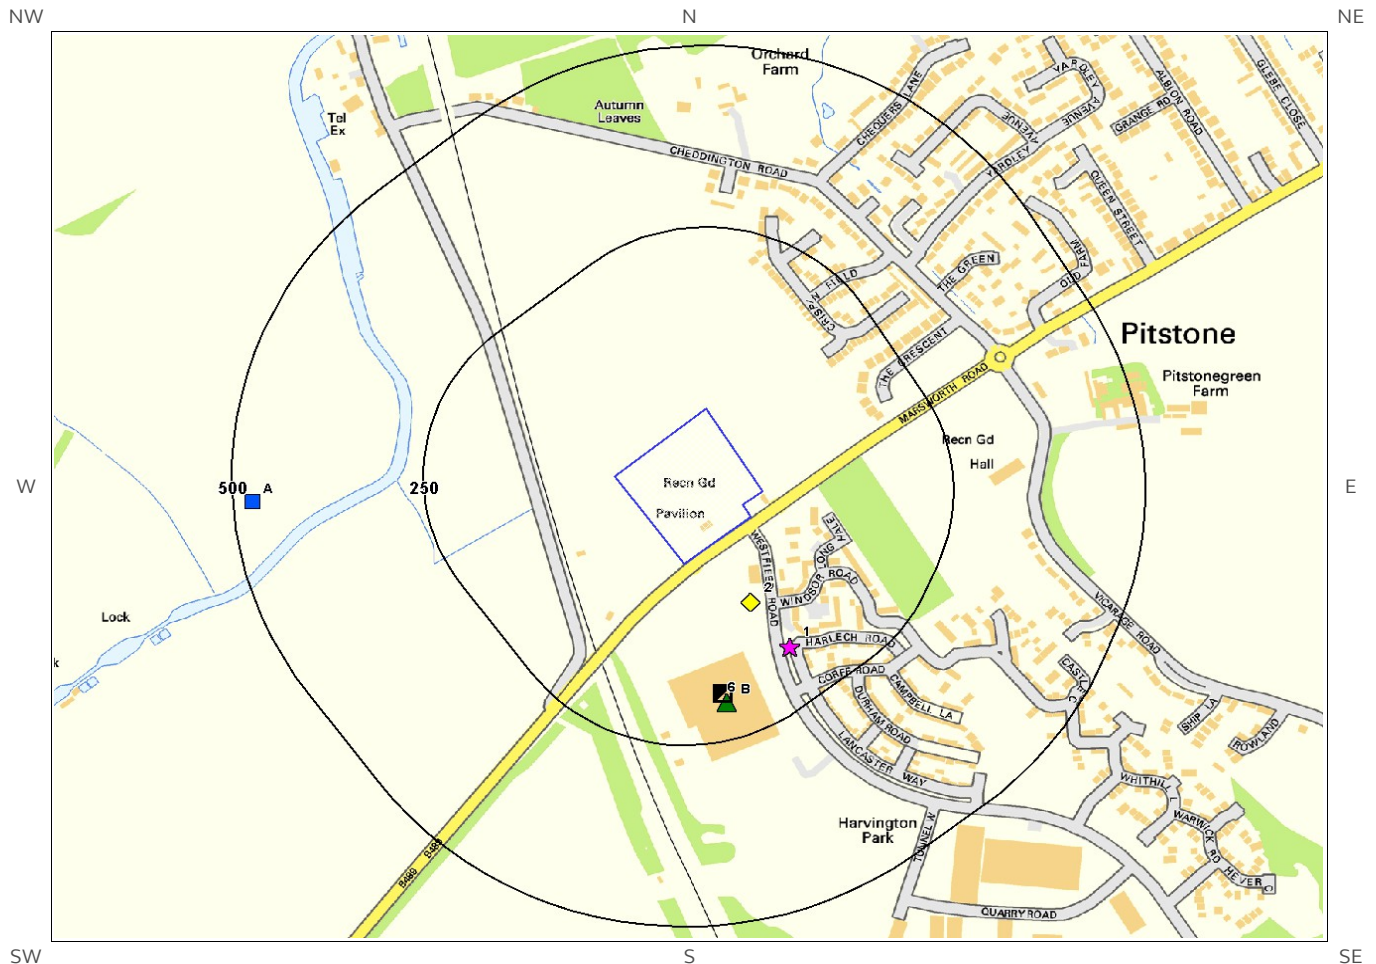 NW
N
NE
Orchard
Farm
Tel
Ex
Autumn
Leaves
CHEQUERS LANE
YARDLEY
AVENUE
AVENUE
GRANGE RD
ALBION ROAD
GLEBE CLOSE
CHEDDINGTON ROAD
YARDLEY
QUEEN STREET
OLD
FARM
THE GREEN
CRISPIN FIELD
THE CRESCENT
Pitstone
Pitstonegreen
Farm
MARSWORTH ROAD
Recn Gd
Hall
W
500
A
250
Recn Gd
Pavilion
E
WESTFIELD ROAD
LONG
HALE
2
WINDSOR ROAD
Lock
k
1
HARLECH ROAD
VICARAGE ROAD
CORFE ROAD
CASTLE C
6
B
CAMPBELL LA
DURHAM ROAD
SHIP LA
ROWLAND
LANCASTER WAY
WHITHILL
WARWICK RD
HEVER C
Harvington
Park
TUNNEL W
B489
B489
QUARRY ROAD
SW
S
SE